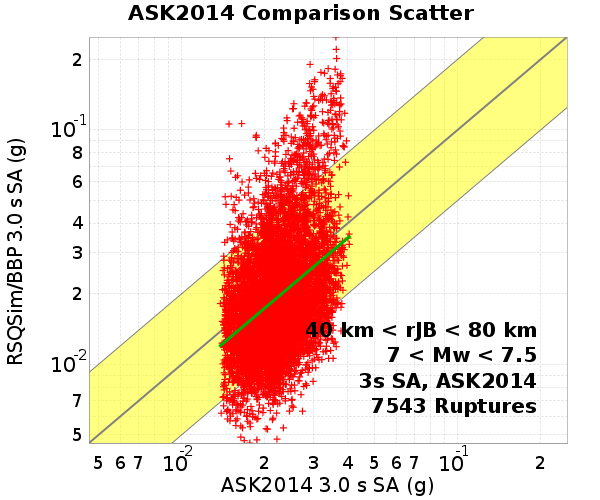 ASK2014 Comparison Scatter
RSQSim/BBP 3.0 s SA (g)
2
10⁻¹
8
6
4
3
2
10⁻²
7
5
40 km < rJB < 80 km
7 < Mw < 7.5
3s SA, ASK2014
7543 Ruptures
5 6 7 10⁻² 2 3 4 5 6 7 10⁻¹ 2
ASK2014 3.0 s SA (g)